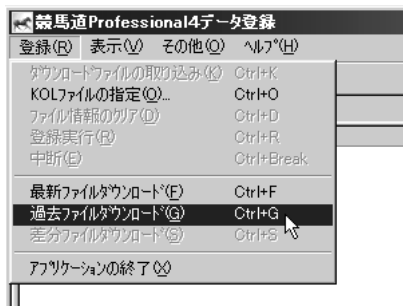 競馬道Professional4データ登録
登録(R) 表示(V) その他(O) ﾍﾙﾌﾟ(H)
ﾀﾞｳﾝﾛｰﾄﾞﾌｧｲﾙの取り込み(K) Ctrl+K
KOLﾌｧｲﾙの指定(O)... Ctrl+O
ﾌｧｲﾙ情報のｸﾘｱ(D) Ctrl+D
登録実行(R) Ctrl+R
中断(E) Ctrl+Break
最新ﾌｧｲﾙﾀﾞｳﾝﾛｰﾄﾞ(F) Ctrl+F
過去ﾌｧｲﾙﾀﾞｳﾝﾛｰﾄﾞ(G) Ctrl+G
差分ﾌｧｲﾙﾀﾞｳﾝﾛｰﾄﾞ(S) Ctrl+S
ｱﾌﾟﾘｹｰｼｮﾝの終了(X)